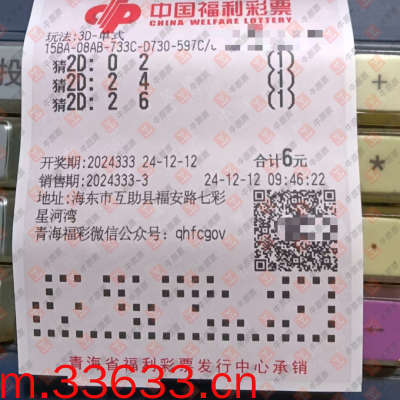 中国福利彩票
CHINA WELFARE LOTTERY
玩法:3D-单式
15BA-08AB-733C-D730-597C/
猜2D: 0 2 (1)
猜2D: 2 4 (1)
猜2D: 2 6 (1)
开奖期:2024333 24-12-12 合计6元
销售期:2024333-3 24-12-12 09:46:22
地址:海东市互助县福安路七彩
星河湾
青海福彩微信公众号: qhfcgov
青海省福利彩票发行中心承销
m.33633.cn
投
*